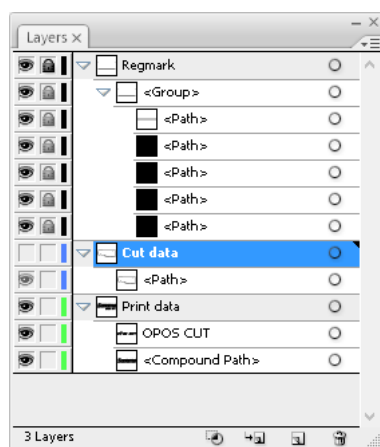 Layers ×
Regmark
<Group>
<Path>
<Path>
<Path>
<Path>
<Path>
Cut data
<Path>
Print data
OPOS CUT
<Compound Path>
3 Layers